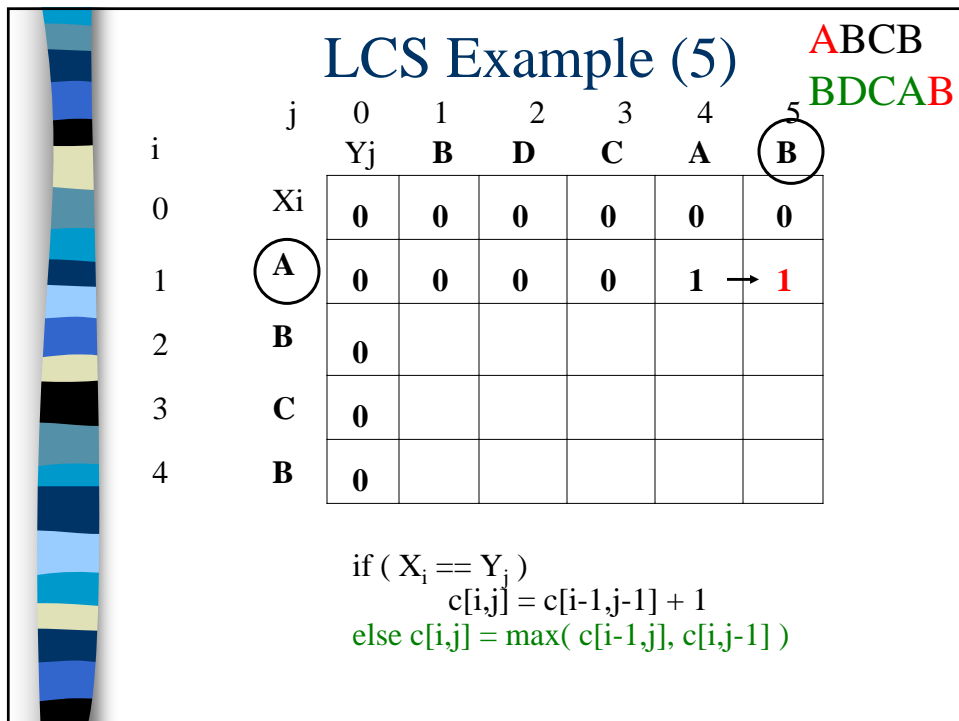 LCS Example (5)
ABCB
BDCAB
j 0 1 2 3 4 5
i Yj B D C A B
0 Xi 0 0 0 0 0 0
1 A 0 0 0 0 1 1
2 B 0
3 C 0
4 B 0
if ( Xi == Yj )
c[i,j] = c[i-1,j-1] + 1
else c[i,j] = max( c[i-1,j], c[i,j-1] )